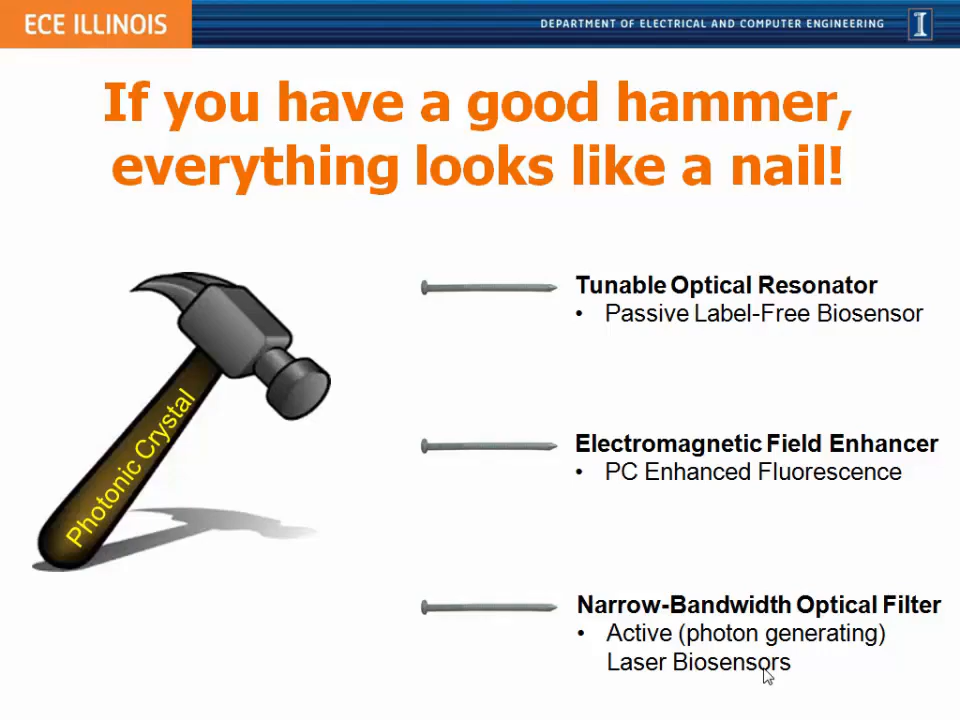 ECE ILLINOIS
DEPARTMENT OF ELECTRICAL AND COMPUTER ENGINEERING
I
If you have a good hammer,
everything looks like a nail!
Photonic Crystal
Tunable Optical Resonator
• Passive Label-Free Biosensor
Electromagnetic Field Enhancer
• PC Enhanced Fluorescence
Narrow-Bandwidth Optical Filter
• Active (photon generating)
Laser Biosensors